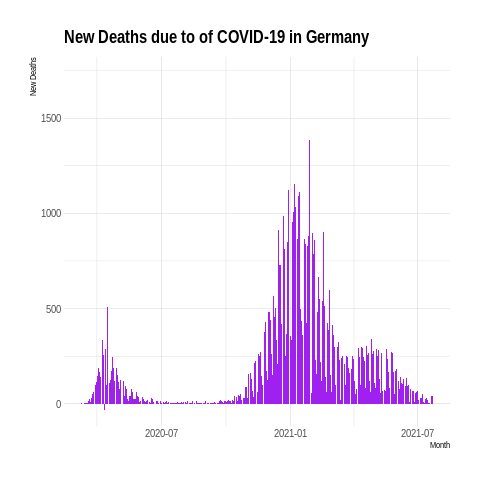 New Deaths due to of COVID-19 in Germany
New Deaths
1500
1000
500
0
2020-07
2021-01
2021-07
Month